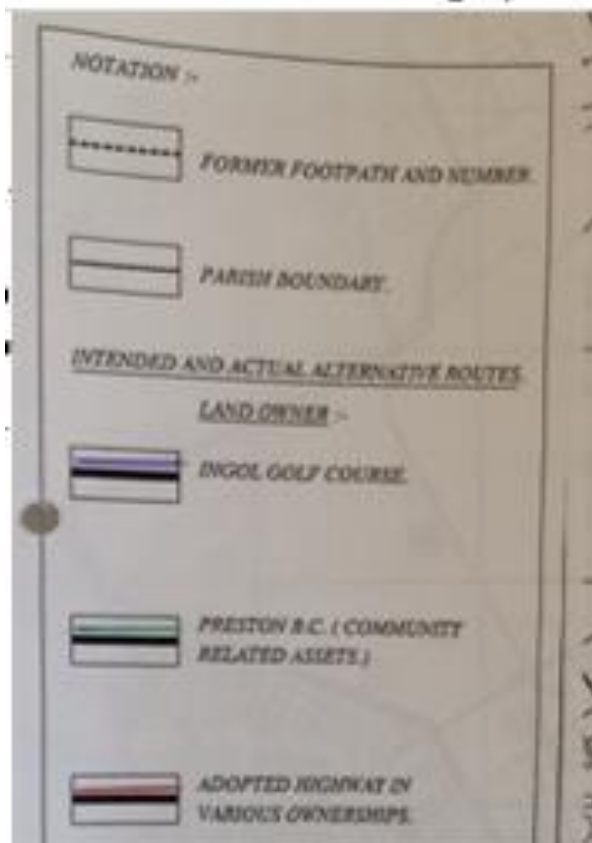 NOTATION :-
FORMER FOOTPATH AND NUMBER.
PARISH BOUNDARY.
INTENDED AND ACTUAL ALTERNATIVE ROUTES.
LAND OWNER :-
INGOL GOLF COURSE.
PRESTON B.C. ( COMMUNITY
RELATED ASSETS.)
ADOPTED HIGHWAY IN
VARIOUS OWNERSHIPS.